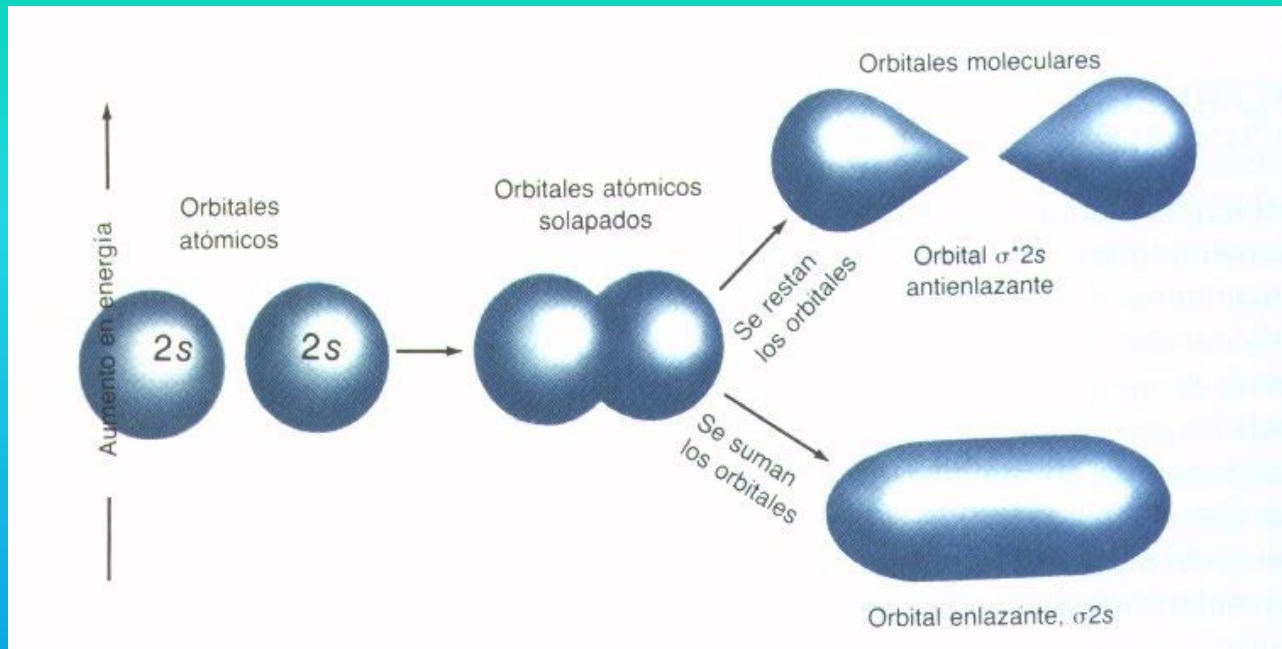 Orbitales moleculares
Orbitales
atómicos
Orbitales atómicos
solapados
Aumento en energía
2s
2s
Se restan
los orbitales
Orbital σ*2s
antienlazante
Se suman
los orbitales
Orbital enlazante, σ2s